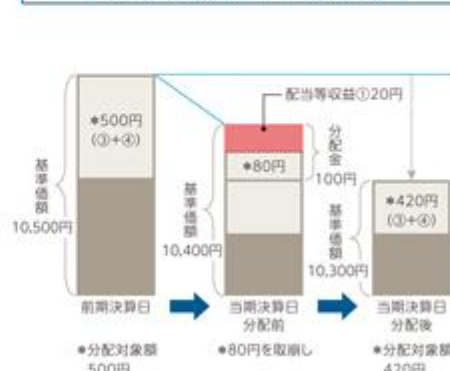 配当等収益①20円
*500円
(③+④)
分配金
*80円
100円
*420円
(③+④)
基準価額
10,500円
基準価額
10,400円
基準価額
10,300円
前期決算日
当期決算日
分配前
当期決算日
分配後
*分配対象額
500円
*80円を取崩し
*分配対象額
420円